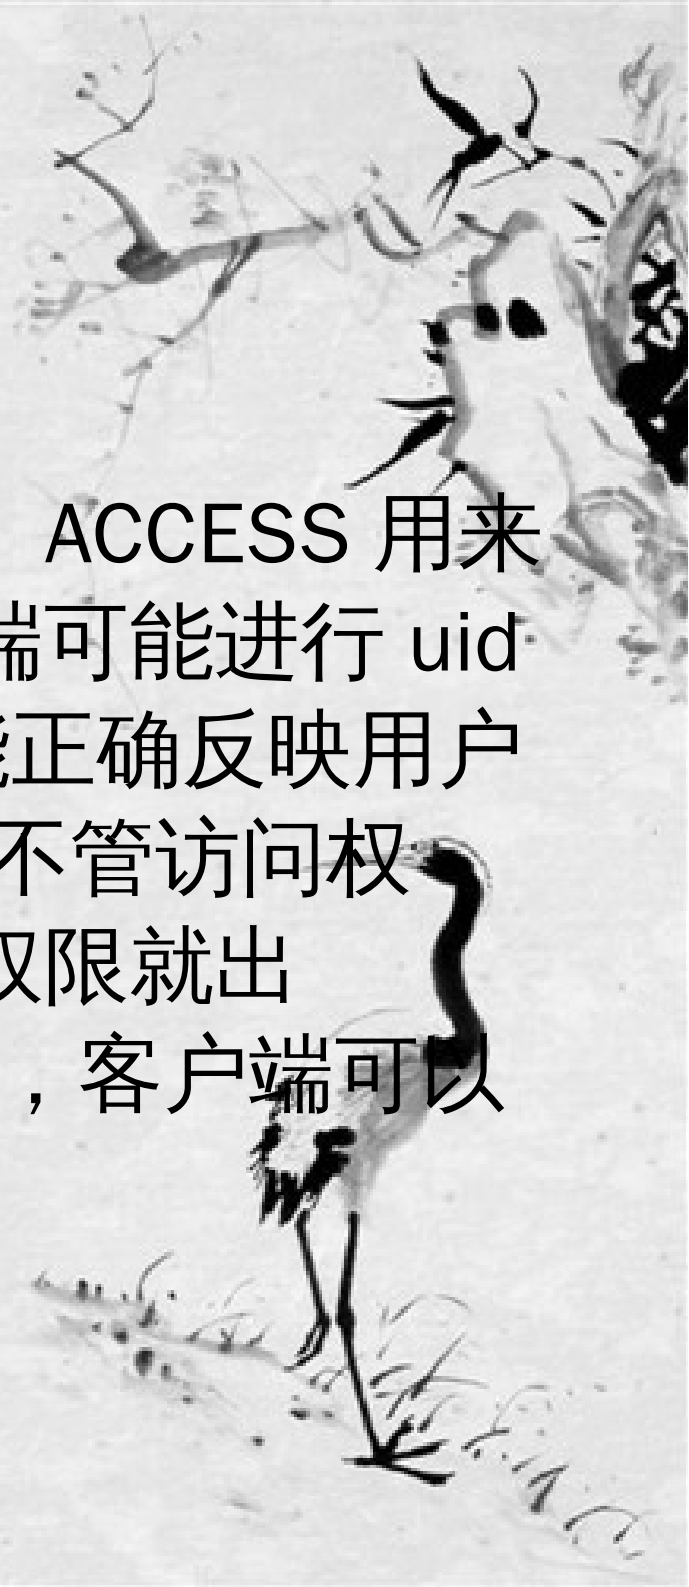 ACCESS 用来
端可能进行 uid
能正确反映用户
不管访问权
权限就出
，客户端可以